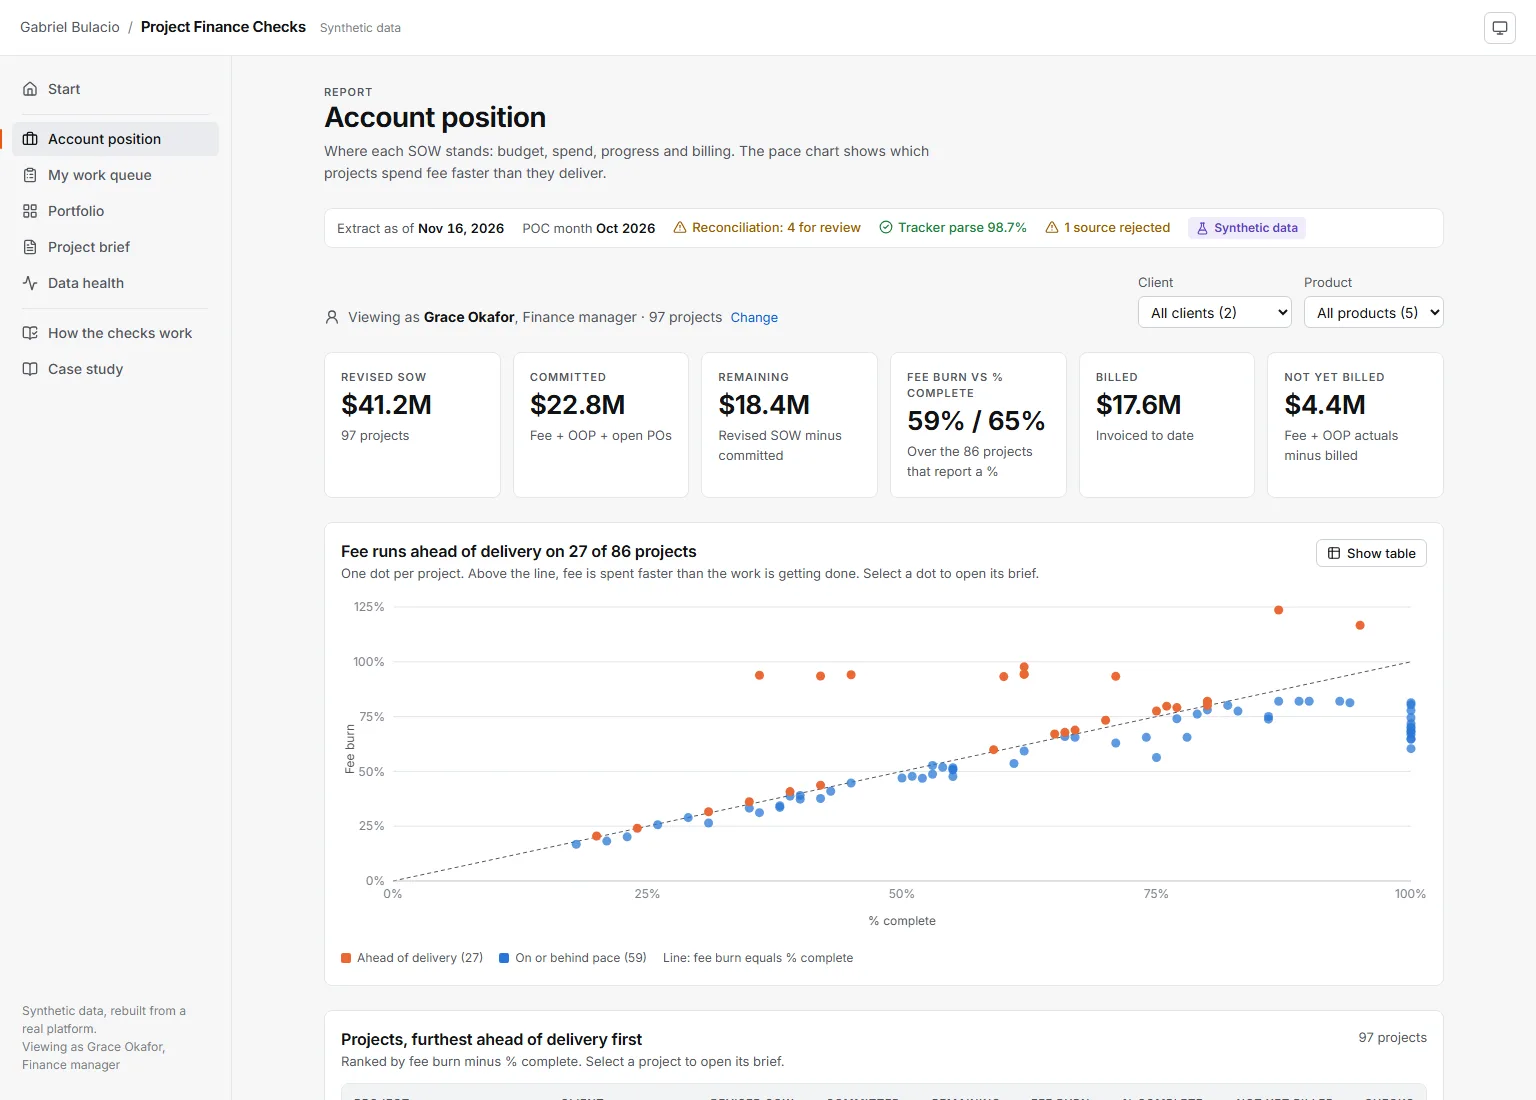 Gabriel Bulacio / Project Finance Checks Synthetic data
Start
Account position
My work queue
Portfolio
Project brief
Data health
How the checks work
Case study
Synthetic data, rebuilt from a
real platform.
Viewing as Grace Okafor,
Finance manager
REPORT
Account position
Where each SOW stands: budget, spend, progress and billing. The pace chart shows which
projects spend fee faster than they deliver.
Extract as of Nov 16, 2026 POC month Oct 2026 Reconciliation: 4 for review Tracker parse 98.7% 1 source rejected Synthetic data
Client
Product
Viewing as Grace Okafor, Finance manager · 97 projects Change
All clients (2)
All products (5)
REVISED SOW
$41.2M
97 projects
COMMITTED
$22.8M
Fee + OOP + open POs
REMAINING
$18.4M
Revised SOW minus
committed
FEE BURN VS %
COMPLETE
59% / 65%
Over the 86 projects
that report a %
BILLED
$17.6M
Invoiced to date
NOT YET BILLED
$4.4M
Fee + OOP actuals
minus billed
Fee runs ahead of delivery on 27 of 86 projects
Show table
One dot per project. Above the line, fee is spent faster than the work is getting done. Select a dot to open its brief.
125%
100%
75%
50%
25%
0%
Fee burn
0% 25% 50% 75% 100%
% complete
Ahead of delivery (27) On or behind pace (59) Line: fee burn equals % complete
Projects, furthest ahead of delivery first
97 projects
Ranked by fee burn minus % complete. Select a project to open its brief.